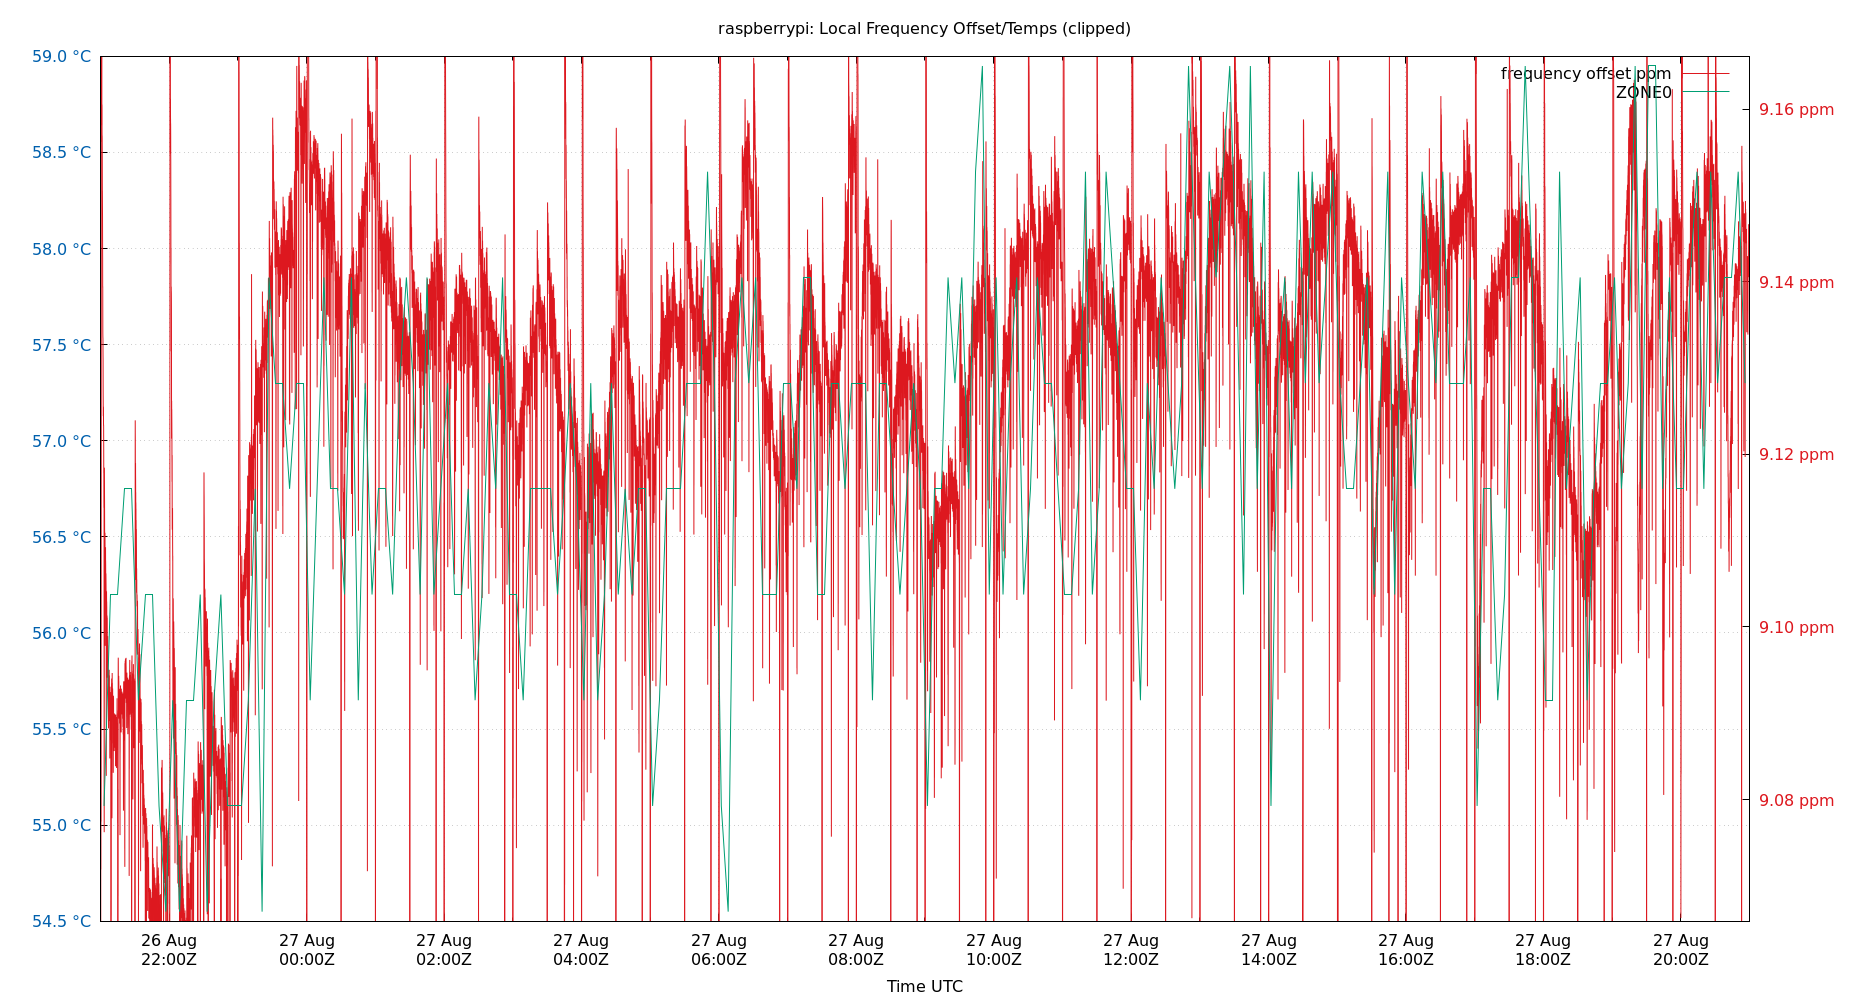 raspberrypi: Local Frequency Offset/Temps (clipped)
frequency offset ppm
ZONE0
59.0 °C
58.5 °C
58.0 °C
57.5 °C
57.0 °C
56.5 °C
56.0 °C
55.5 °C
55.0 °C
54.5 °C
9.16 ppm
9.14 ppm
9.12 ppm
9.10 ppm
9.08 ppm
26 Aug 27 Aug 27 Aug 27 Aug 27 Aug 27 Aug 27 Aug 27 Aug 27 Aug 27 Aug 27 Aug 27 Aug
22:00Z 00:00Z 02:00Z 04:00Z 06:00Z 08:00Z 10:00Z 12:00Z 14:00Z 16:00Z 18:00Z 20:00Z
Time UTC